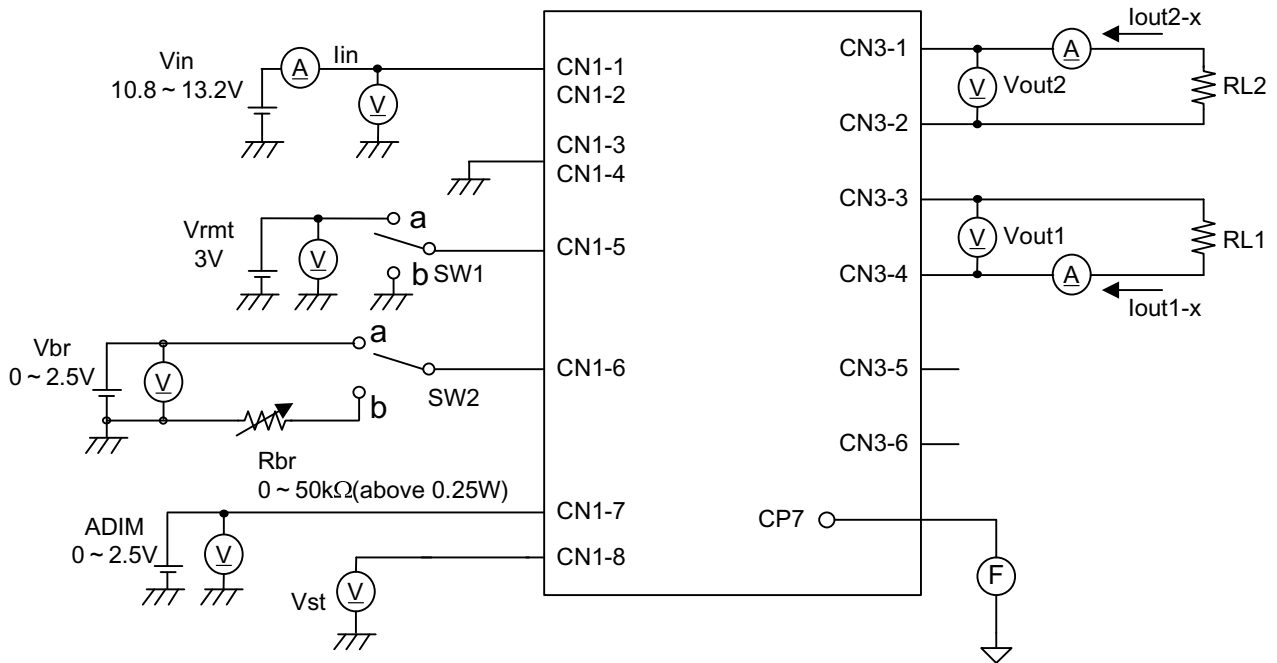 Vin
10.8 ~ 13.2V
A
Iin
V
CN1-1
CN1-2
CN1-3
CN1-4
Vrmt
3V
V
a
b
SW1
CN1-5
Vbr
0 ~ 2.5V
V
a
b
SW2
CN1-6
Rbr
0 ~ 50kΩ(above 0.25W)
ADIM
0 ~ 2.5V
V
CN1-7
CN1-8
Vst
V
CN3-1
A
Iout2-x
V
Vout2
RL2
CN3-2
CN3-3
V
Vout1
RL1
CN3-4
A
Iout1-x
CN3-5
CN3-6
CP7
F